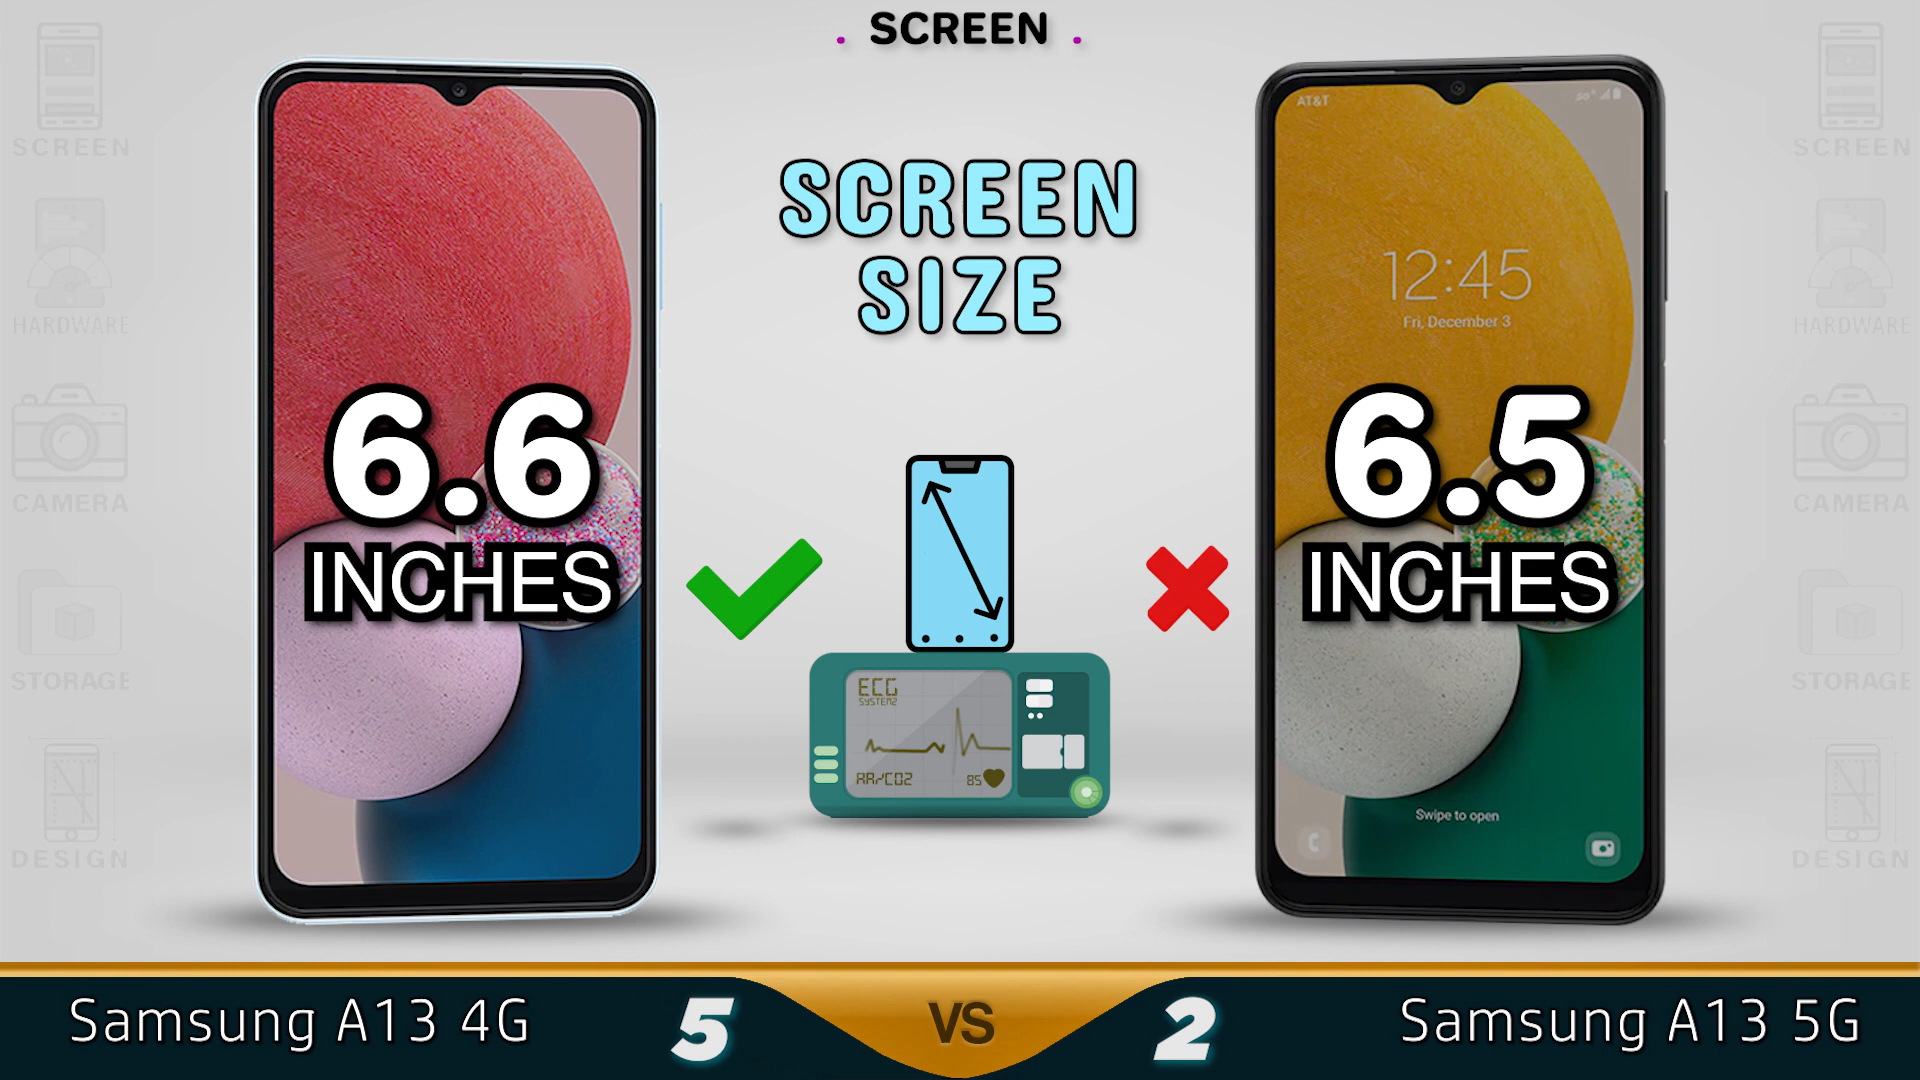 SCREEN
SCREEN
HARDWARE
CAMERA
STORAGE
DESIGN
6.6
INCHES
SCREEN
SIZE
ECG
AR/CO2
85
AT&T
12:45
Fri, December 3
6.5
INCHES
Swipe to open
SCREEN
HARDWARE
CAMERA
STORAGE
DESIGN
Samsung A13 4G
5
VS
2
Samsung A13 5G